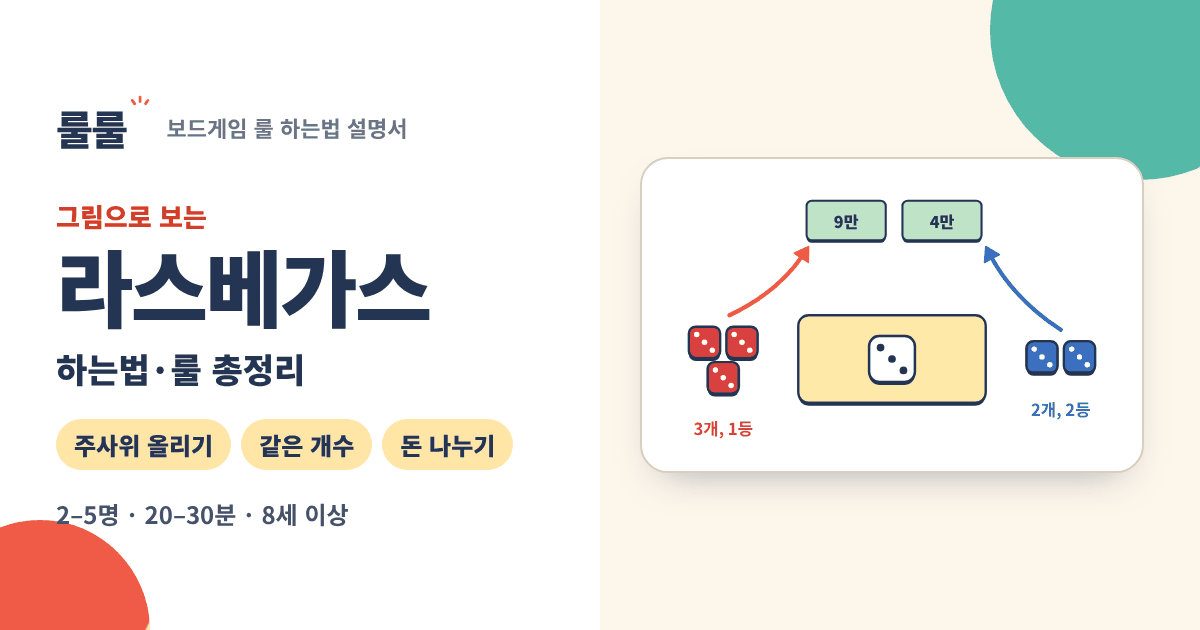 룰룰 보드게임 룰 하는법 설명서
그림으로 보는
라스베가스
하는법·룰 총정리
주사위 올리기 같은 개수 돈 나누기
2–5명 · 20–30분 · 8세 이상
9만 4만
3개, 1등
2개, 2등